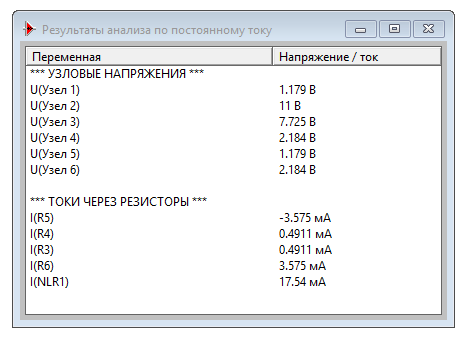 Результаты анализа по постоянному току
Переменная Напряжение / ток
*** УЗЛОВЫЕ НАПРЯЖЕНИЯ ***
U(Узел 1) 1.179 В
U(Узел 2) 11 В
U(Узел 3) 7.725 В
U(Узел 4) 2.184 В
U(Узел 5) 1.179 В
U(Узел 6) 2.184 В
*** ТОКИ ЧЕРЕЗ РЕЗИСТОРЫ ***
I(R5) -3.575 мА
I(R4) 0.4911 мА
I(R3) 0.4911 мА
I(R6) 3.575 мА
I(NLR1) 17.54 мА